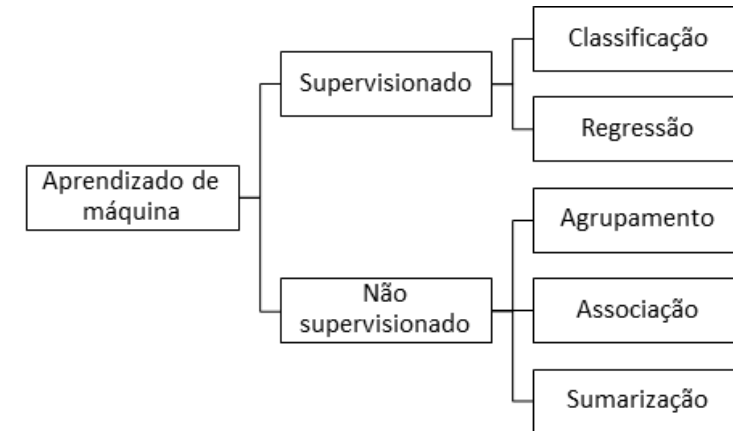 Aprendizado de
máquina
Supervisionado
Classificação
Regressão
Não
supervisionado
Agrupamento
Associação
Sumarização